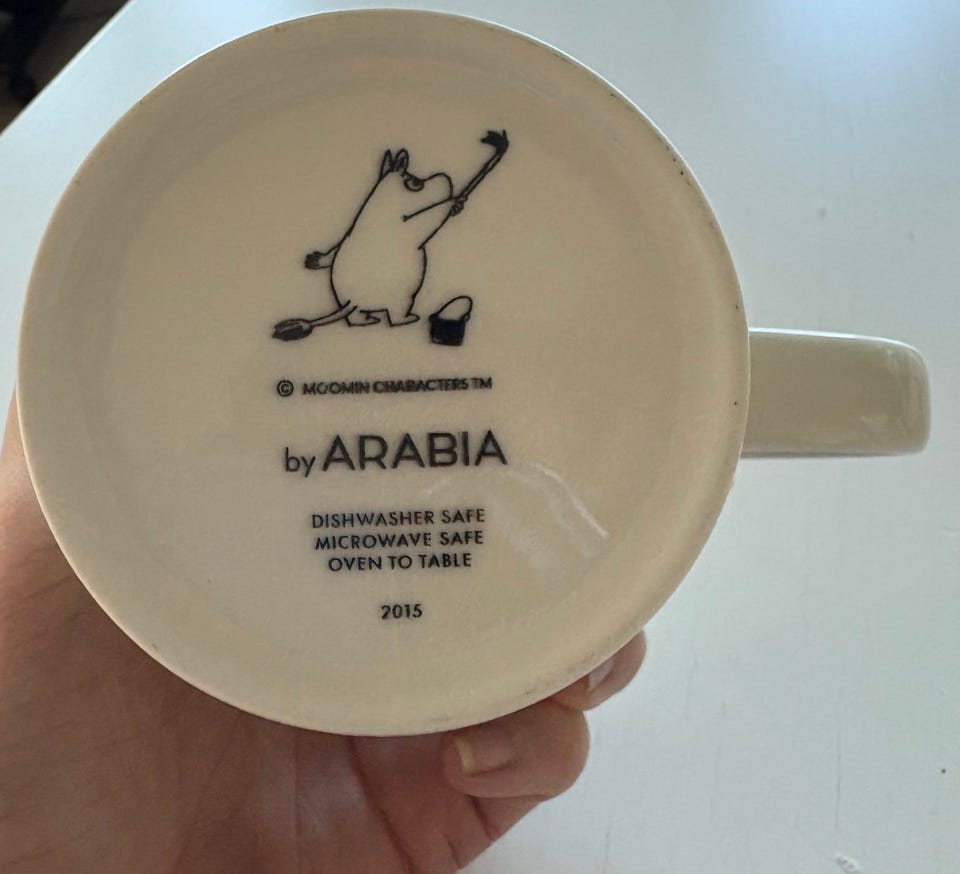 © MOOMIN CHARACTERS TM
by ARABIA
DISHWASHER SAFE
MICROWAVE SAFE
OVEN TO TABLE
2015